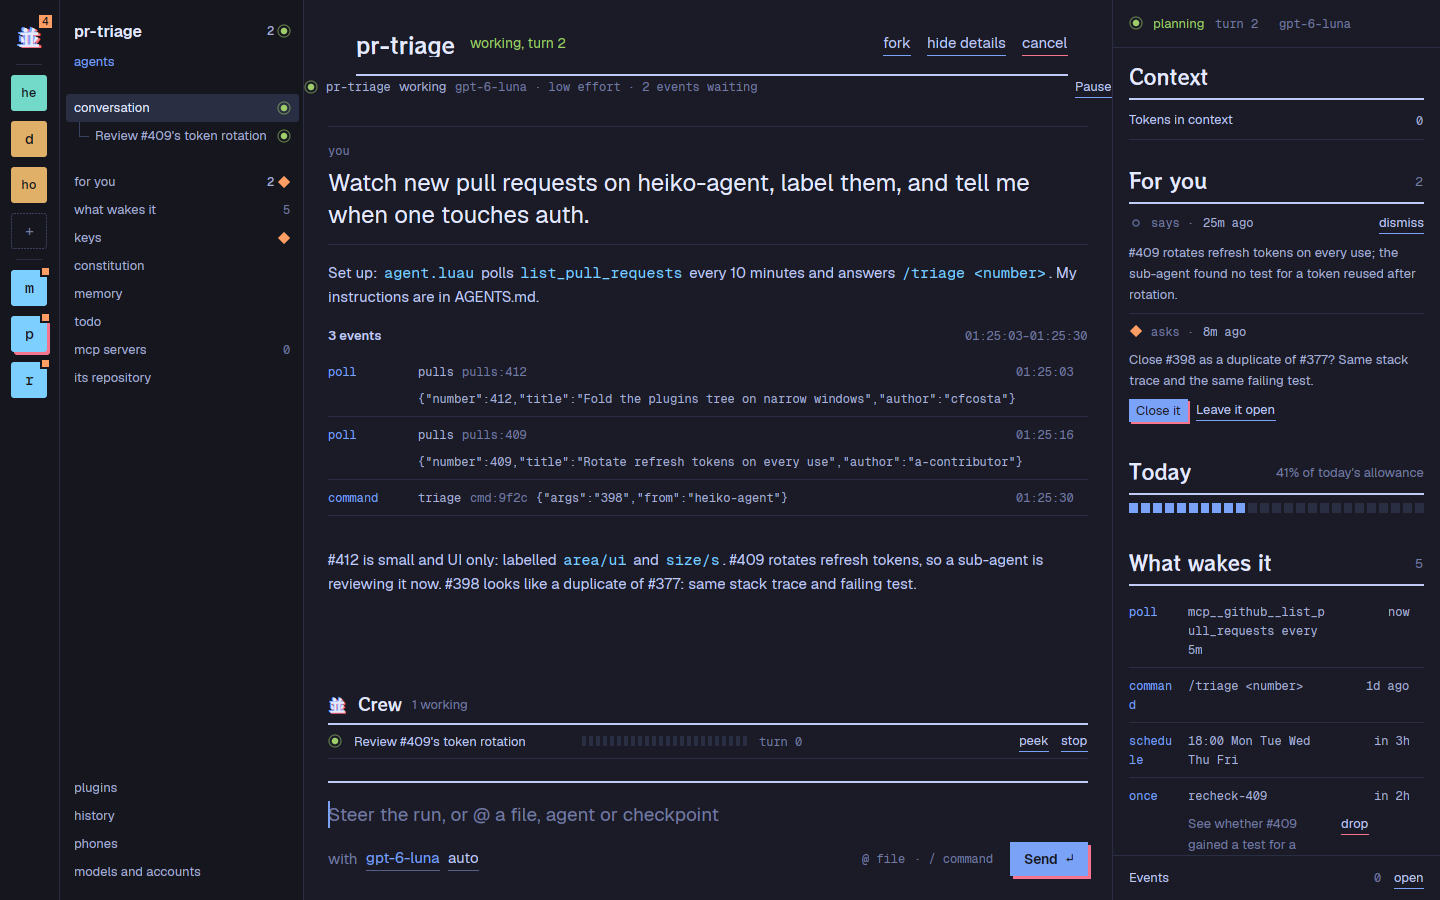 4
he
d
ho
+
m
p
r
pr-triage 2
agents
conversation
Review #409's token rotation
for you 2
what wakes it 5
keys
constitution
memory
todo
mcp servers 0
its repository
plugins
history
phones
models and accounts
pr-triage working, turn 2 fork hide details cancel
pr-triage working gpt-6-luna · low effort · 2 events waiting Pause
you
Watch new pull requests on heiko-agent, label them, and tell me
when one touches auth.
Set up: agent.luau polls list_pull_requests every 10 minutes and answers /triage <number>. My
instructions are in AGENTS.md.
3 events 01:25:03–01:25:30
poll pulls pulls:412 01:25:03
{"number":412,"title":"Fold the plugins tree on narrow windows","author":"cfcosta"}
poll pulls pulls:409 01:25:16
{"number":409,"title":"Rotate refresh tokens on every use","author":"a-contributor"}
command triage cmd:9f2c {"args":"398","from":"heiko-agent"} 01:25:30
#412 is small and UI only: labelled area/ui and size/s. #409 rotates refresh tokens, so a sub-agent is
reviewing it now. #398 looks like a duplicate of #377: same stack trace and failing test.
Crew 1 working
Review #409's token rotation turn 0 peek stop
Steer the run, or @ a file, agent or checkpoint
with gpt-6-luna auto @ file · / command Send ↵
planning turn 2 gpt-6-luna
Context
Tokens in context 0
For you 2
says · 25m ago dismiss
#409 rotates refresh tokens on every use; the
sub-agent found no test for a token reused after
rotation.
asks · 8m ago
Close #398 as a duplicate of #377? Same stack
trace and the same failing test.
Close it Leave it open
Today 41% of today's allowance
What wakes it 5
poll mcp__github__list_p now
ull_requests every
5m
comman /triage <number> 1d ago
d
schedu 18:00 Mon Tue Wed in 3h
le Thu Fri
once recheck-409 in 2h
See whether #409 drop
gained a test for a
Events 0 open